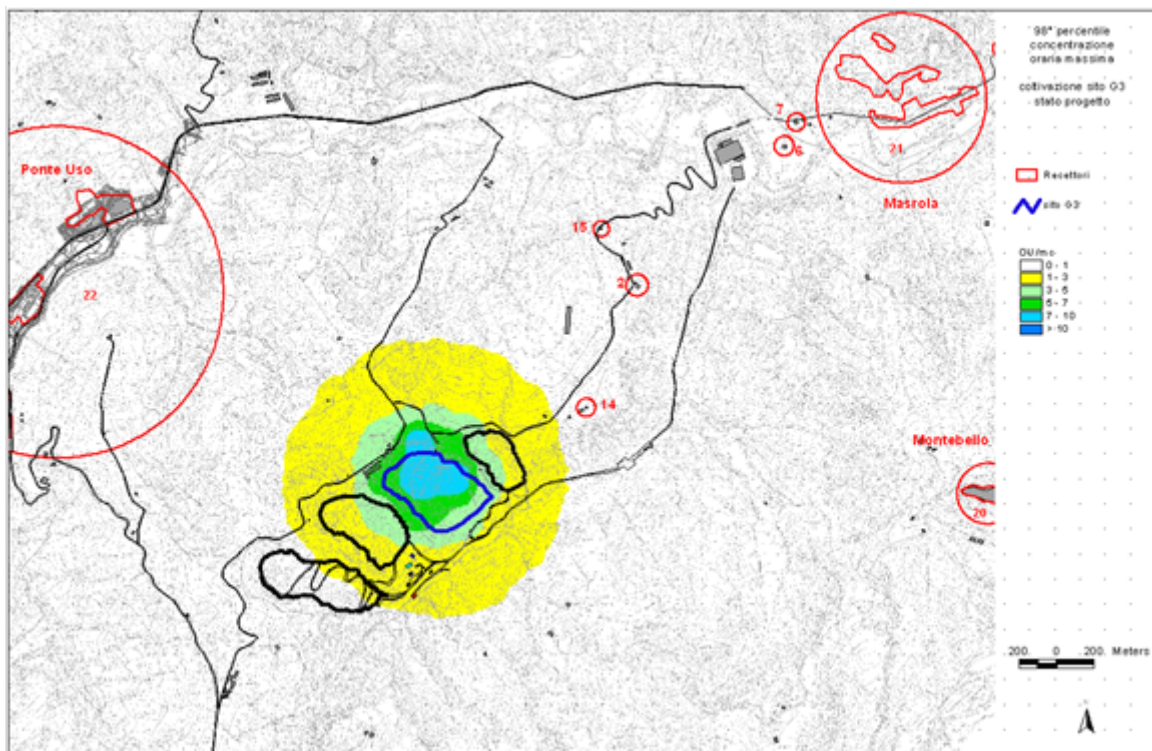 98° percentile
concentrazione
oraria massima
coltivazione sito G3
stato progetto
7
6
21
Ponte Uso
Recettori
Masrola
sito G3
15
OU/mc
0 - 1
1 - 3
3 - 5
5 - 7
7 - 10
> 10
2
22
14
Montebello
20
200 0 200 Meters